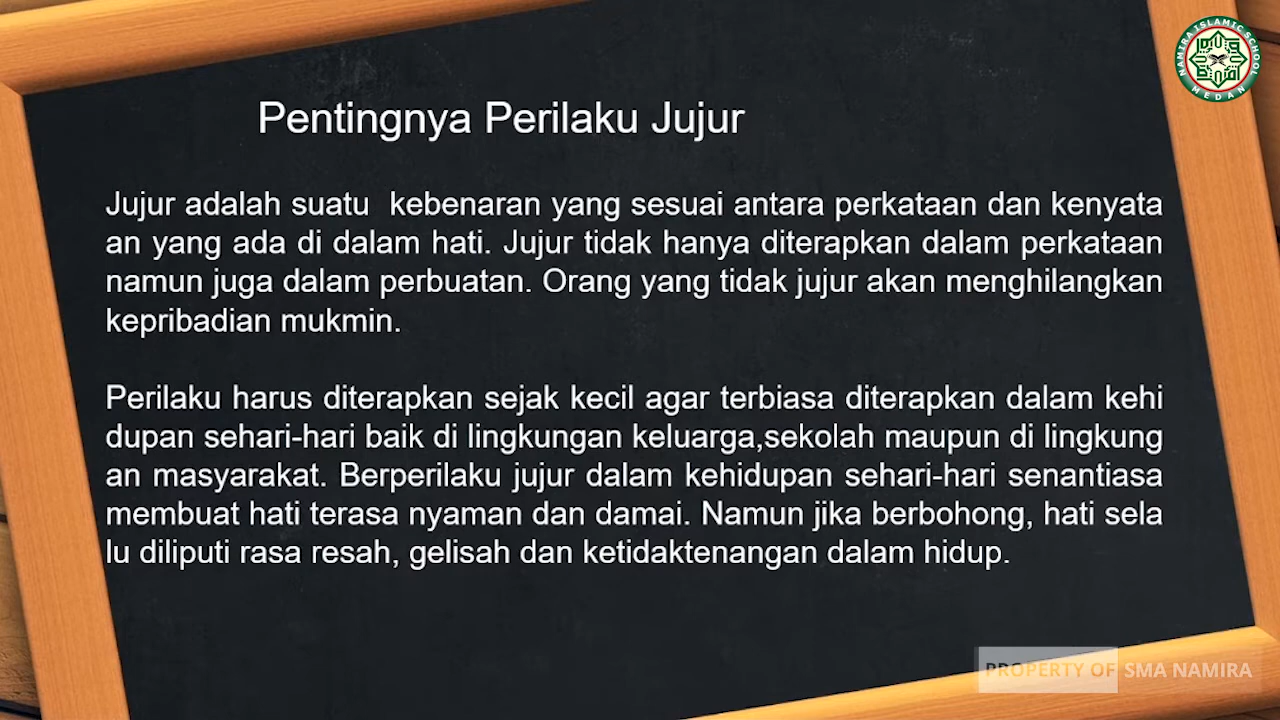 NAMIRA ISLAMIC SCHOOL
MEDAN
Pentingnya Perilaku Jujur
Jujur adalah suatu  kebenaran yang sesuai antara perkataan dan kenyata
an yang ada di dalam hati. Jujur tidak hanya diterapkan dalam perkataan
namun juga dalam perbuatan. Orang yang tidak jujur akan menghilangkan
kepribadian mukmin.
Perilaku harus diterapkan sejak kecil agar terbiasa diterapkan dalam kehi
dupan sehari-hari baik di lingkungan keluarga,sekolah maupun di lingkung
an masyarakat. Berperilaku jujur dalam kehidupan sehari-hari senantiasa
membuat hati terasa nyaman dan damai. Namun jika berbohong, hati sela
lu diliputi rasa resah, gelisah dan ketidaktenangan dalam hidup.
PROPERTY OF SMA NAMIRA